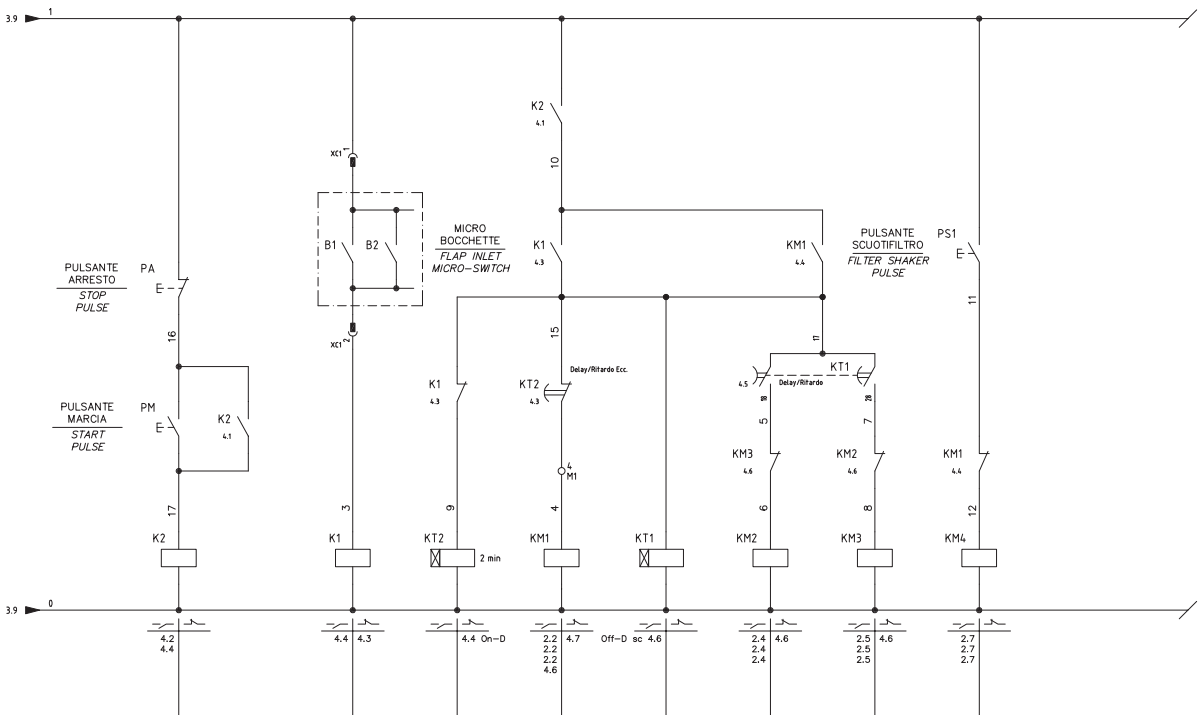 3.9 1
K2
4.1
XC1 1
10
MICRO
BOCCHETTE
FLAP INLET
MICRO-SWITCH
B1 B2
K1
4.3
KM1
4.4
PULSANTE
SCUOTIFILTRO
FILTER SHAKER
PULSE
PS1
E
PULSANTE
ARRESTO
STOP
PULSE
PA
E
11
16
XC1 2
15
17
Delay/Ritardo Ecc.
K1
4.3
KT2
4.3
4.5
Delay/Ritardo
KT1
18
28
PULSANTE
MARCIA
START
PULSE
PM
E
K2
4.1
5
7
KM3
4.6
KM2
4.6
KM1
4.4
4
M1
17
3
9
4
6
8
12
K2
K1
KT2
2 min
KM1
KT1
KM2
KM3
KM4
3.9 0
4.2
4.4
4.4 4.3
4.4 On-D
2.2 4.7
2.2
2.2
4.6
Off-D sc 4.6
2.4 4.6
2.4
2.4
2.5 4.6
2.5
2.5
2.7
2.7
2.7